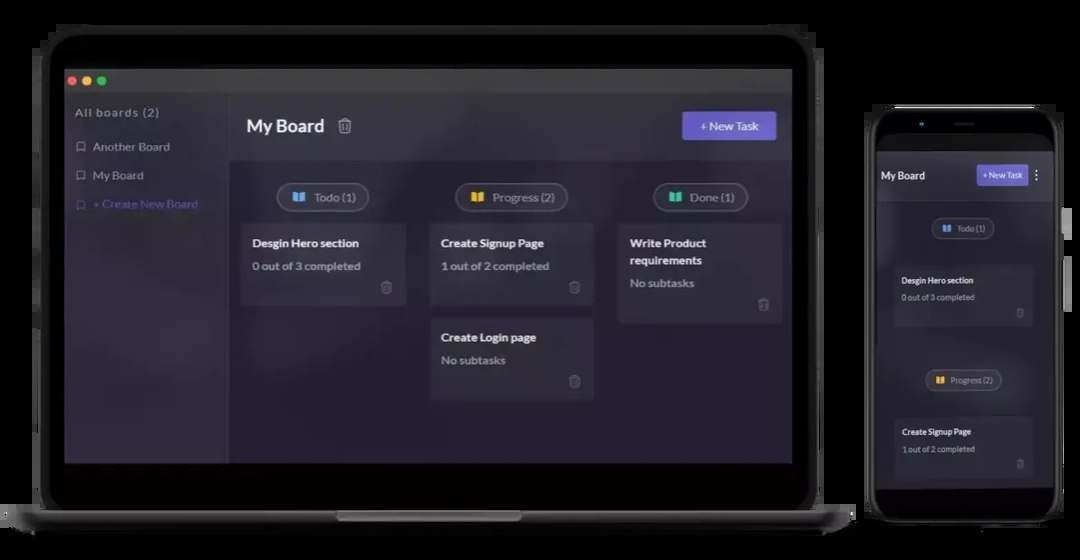 All boards (2)
Another Board
My Board
+ Create New Board
My Board
+ New Task
Todo (1)
Desgin Hero section
0 out of 3 completed
Progress (2)
Create Signup Page
1 out of 2 completed
Create Login page
No subtasks
Done (1)
Write Product
requirements
No subtasks
My Board
+ New Task
Todo (1)
Desgin Hero section
0 out of 3 completed
Progress (2)
Create Signup Page
1 out of 2 completed